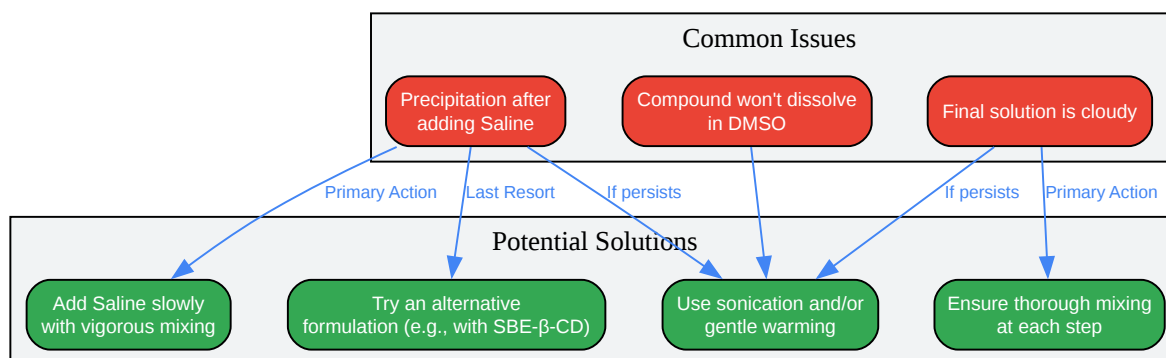 Common Issues
Precipitation after
adding Saline
Compound won't dissolve
in DMSO
Final solution is cloudy
Primary Action
Last Resort
If persists
If persists
Primary Action
Potential Solutions
Add Saline slowly
with vigorous mixing
Try an alternative
formulation (e.g., with SBE-β-CD)
Use sonication and/or
gentle warming
Ensure thorough mixing
at each step